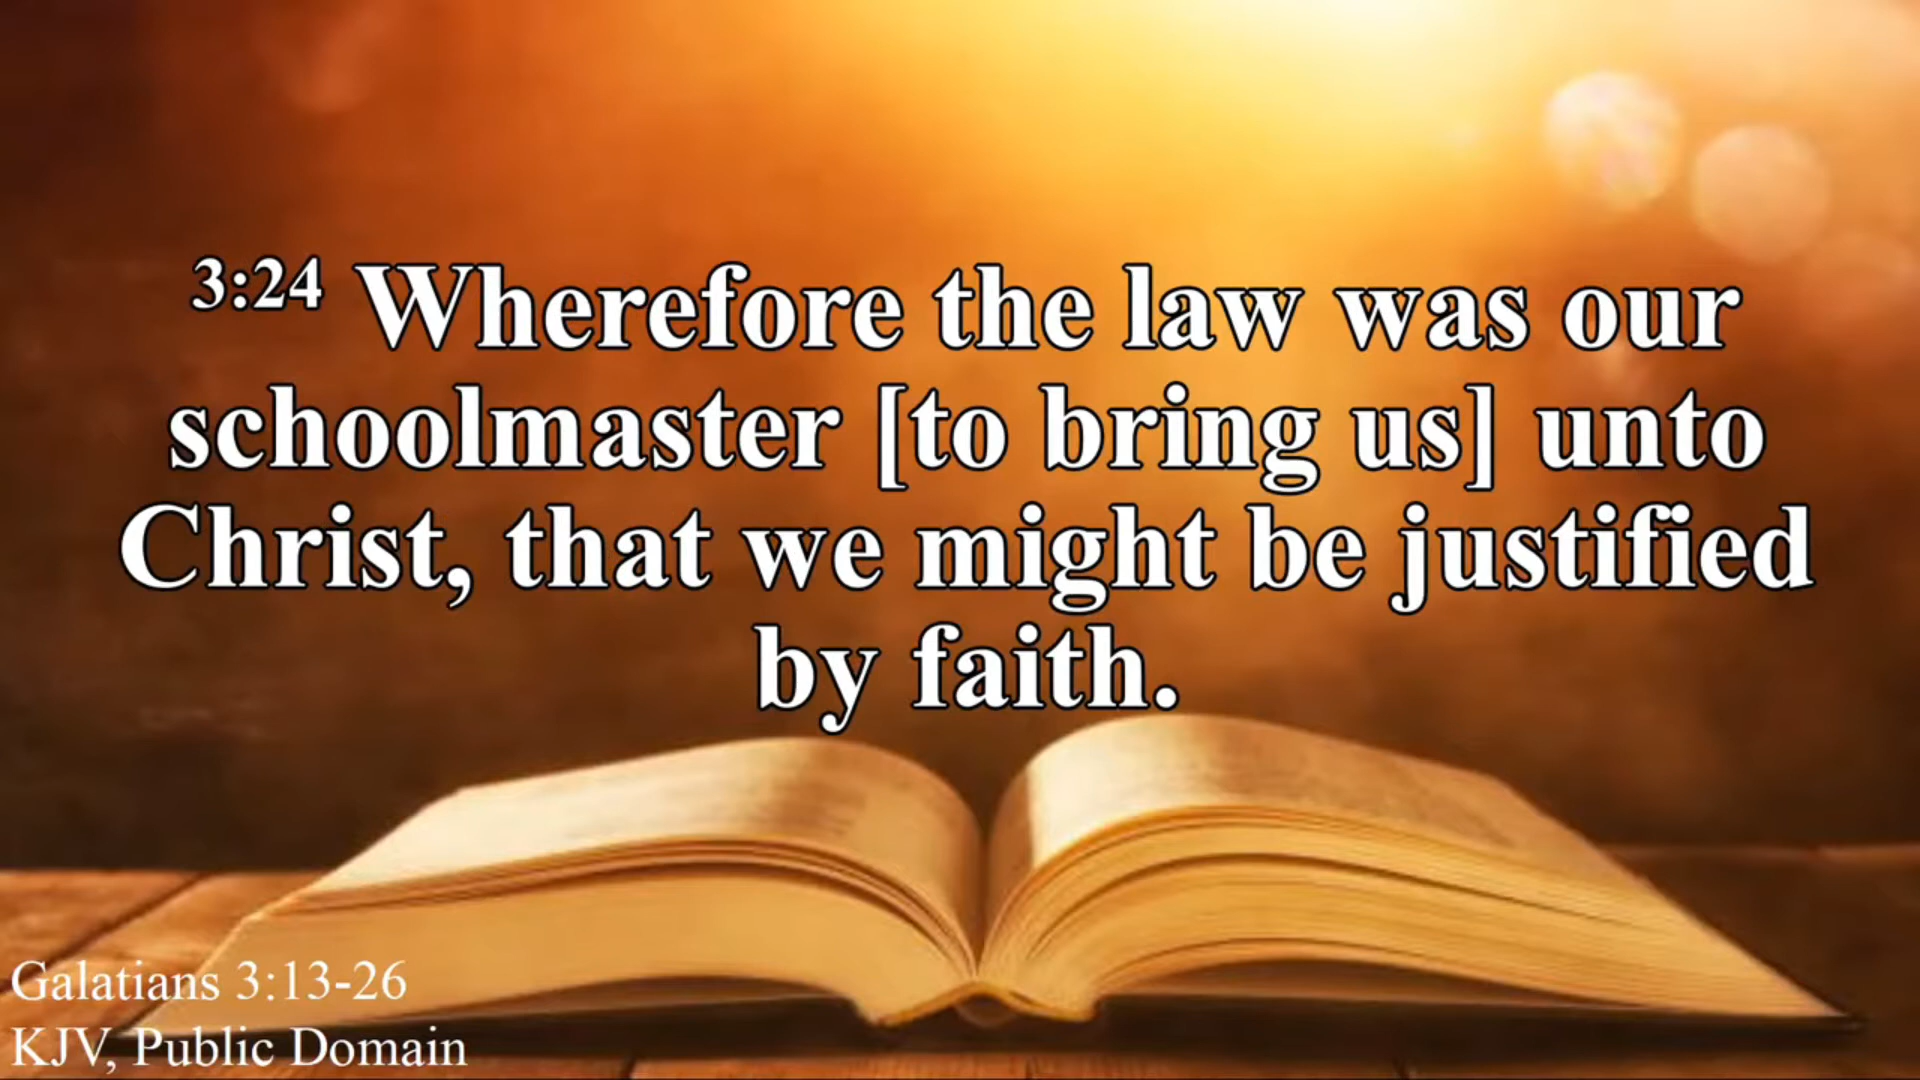 3:24 Wherefore the law was our
schoolmaster [to bring us] unto
Christ, that we might be justified
by faith.
Galatians 3:13-26
KJV, Public Domain